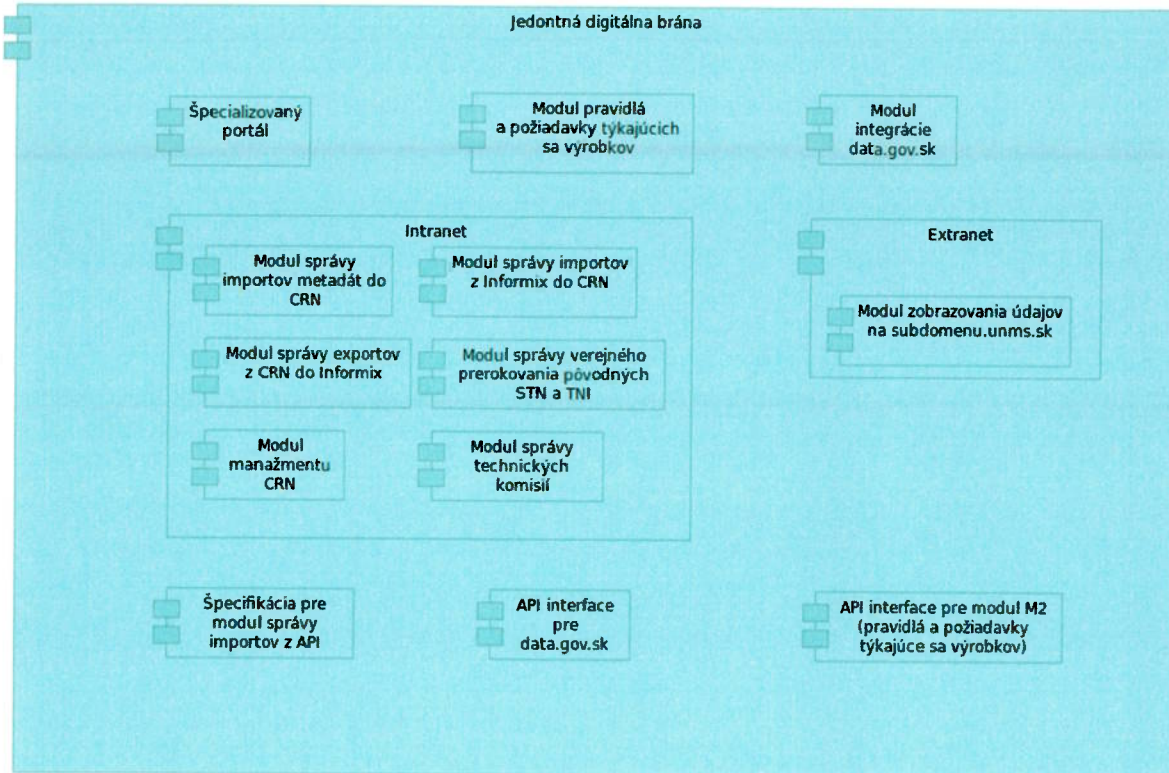 Jedontná digitálna brána
Špecializovaný
portál
Modul pravidlá
a požiadavky týkajúcich
sa výrobkov
Modul
integrácie
data.gov.sk
Intranet
Modul správy
importov metadát do
CRN
Modul správy importov
z Informix do CRN
Modul správy exportov
z CRN do Informix
Modul správy verejného
prerokovania pôvodných
STN a TNI
Modul
manažmentu
CRN
Modul správy
technických
komisií
Extranet
Modul zobrazovania údajov
na subdomenu.unms.sk
Špecifikácia pre
modul správy
importov z API
API interface
pre
data.gov.sk
API interface pre modul M2
(pravidlá a požiadavky
týkajúce sa výrobkov)